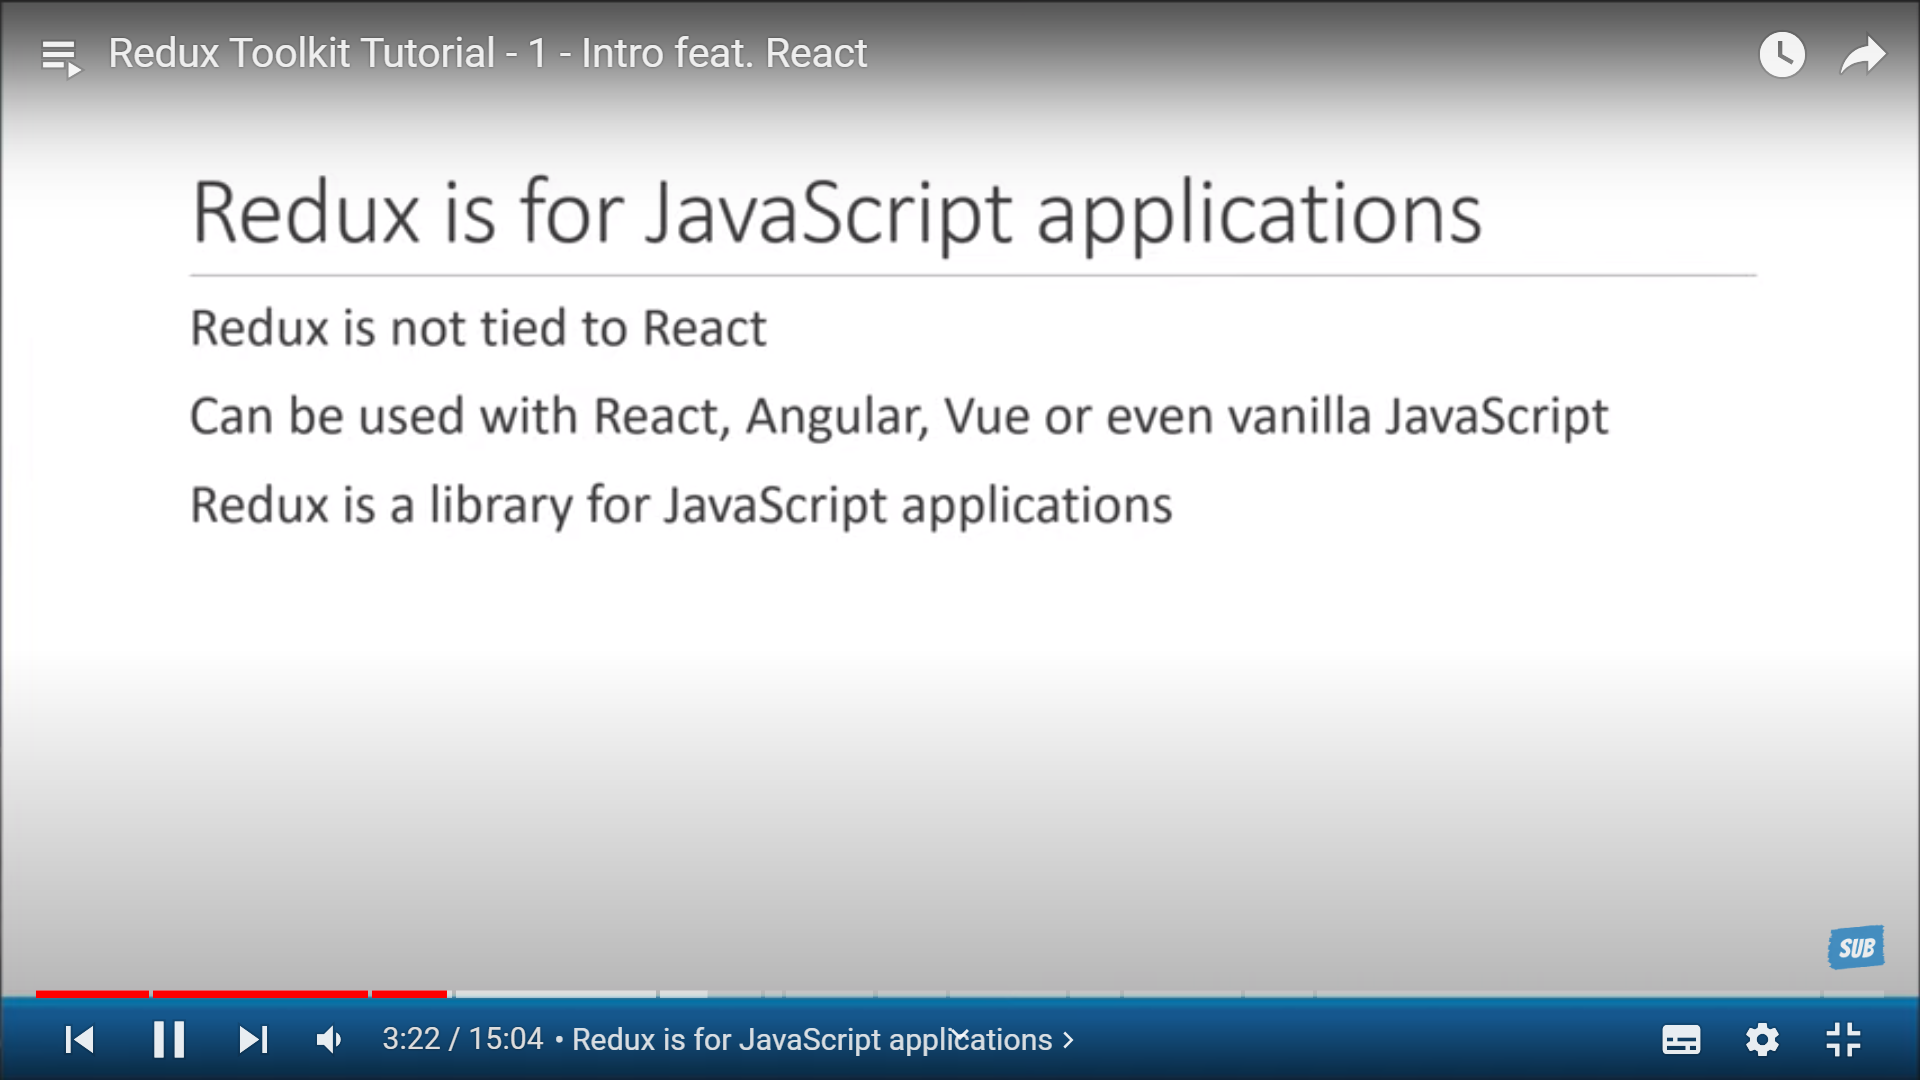 Redux Toolkit Tutorial - 1 - Intro feat. React
Redux is for JavaScript applications
Redux is not tied to React
Can be used with React, Angular, Vue or even vanilla JavaScript
Redux is a library for JavaScript applications
SUB
3:22 / 15:04 • Redux is for JavaScript applications >